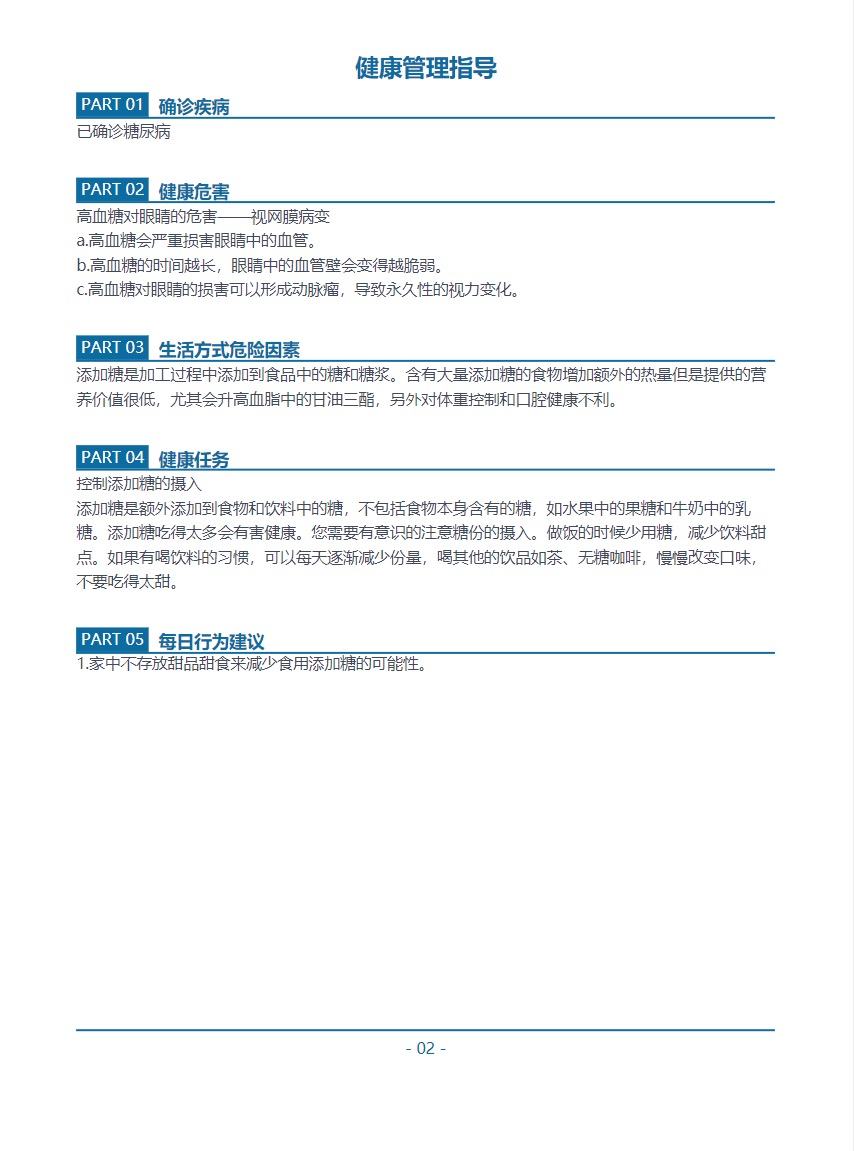 健康管理指导
PART 01 确诊疾病
已确诊糖尿病
PART 02 健康危害
高血糖对眼睛的危害——视网膜病变
a.高血糖会严重损害眼睛中的血管。
b.高血糖的时间越长，眼睛中的血管壁会变得越脆弱。
c.高血糖对眼睛的损害可以形成动脉瘤，导致永久性的视力变化。
PART 03 生活方式危险因素
添加糖是加工过程中添加到食品中的糖和糖浆。含有大量添加糖的食物增加额外的热量但是提供的营
养价值很低，尤其会升高血脂中的甘油三酯，另外对体重控制和口腔健康不利。
PART 04 健康任务
控制添加糖的摄入
添加糖是额外添加到食物和饮料中的糖，不包括食物本身含有的糖，如水果中的果糖和牛奶中的乳
糖。添加糖吃得太多会有害健康。您需要有意识的注意糖份的摄入。做饭的时候少用糖，减少饮料甜
点。如果有喝饮料的习惯，可以每天逐渐减少份量，喝其他的饮品如茶、无糖咖啡，慢慢改变口味，
不要吃得太甜。
PART 05 每日行为建议
1.家中不存放甜品甜食来减少食用添加糖的可能性。
- 02 -